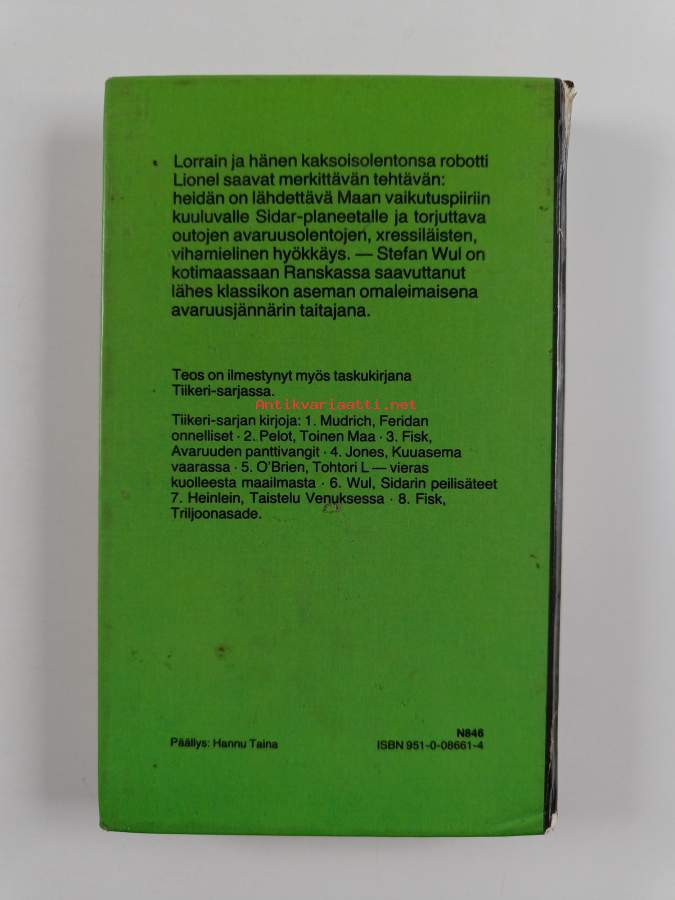 Lorrain ja hänen kaksoisolentonsa robotti
Lionel saavat merkittävän tehtävän:
heidän on lähdettävä Maan vaikutuspiiriin
kuuluvalle Sidar-planeetalle ja torjuttava
outojen avaruusolentojen, xressiläisten,
vihamielinen hyökkäys. — Stefan Wul on
kotimaassaan Ranskassa saavuttanut
lähes klassikon aseman omaleimaisena
avaruusjännärin taitajana.
Teos on ilmestynyt myös taskukirjana
Tiikeri-sarjassa.
Antikvariaatti.net
Tiikeri-sarjan kirjoja: 1. Mudrich, Feridan
onnelliset · 2. Pelot, Toinen Maa · 3. Fisk,
Avaruuden panttivangit · 4. Jones, Kuuasema
vaarassa · 5. O'Brien, Tohtori L — vieras
kuolleesta maailmasta · 6. Wul, Sidarin peilisäteet
7. Heinlein, Taistelu Venuksessa · 8. Fisk,
Triljoonasade.
N846
Päällys: Hannu Taina ISBN 951-0-08661-4